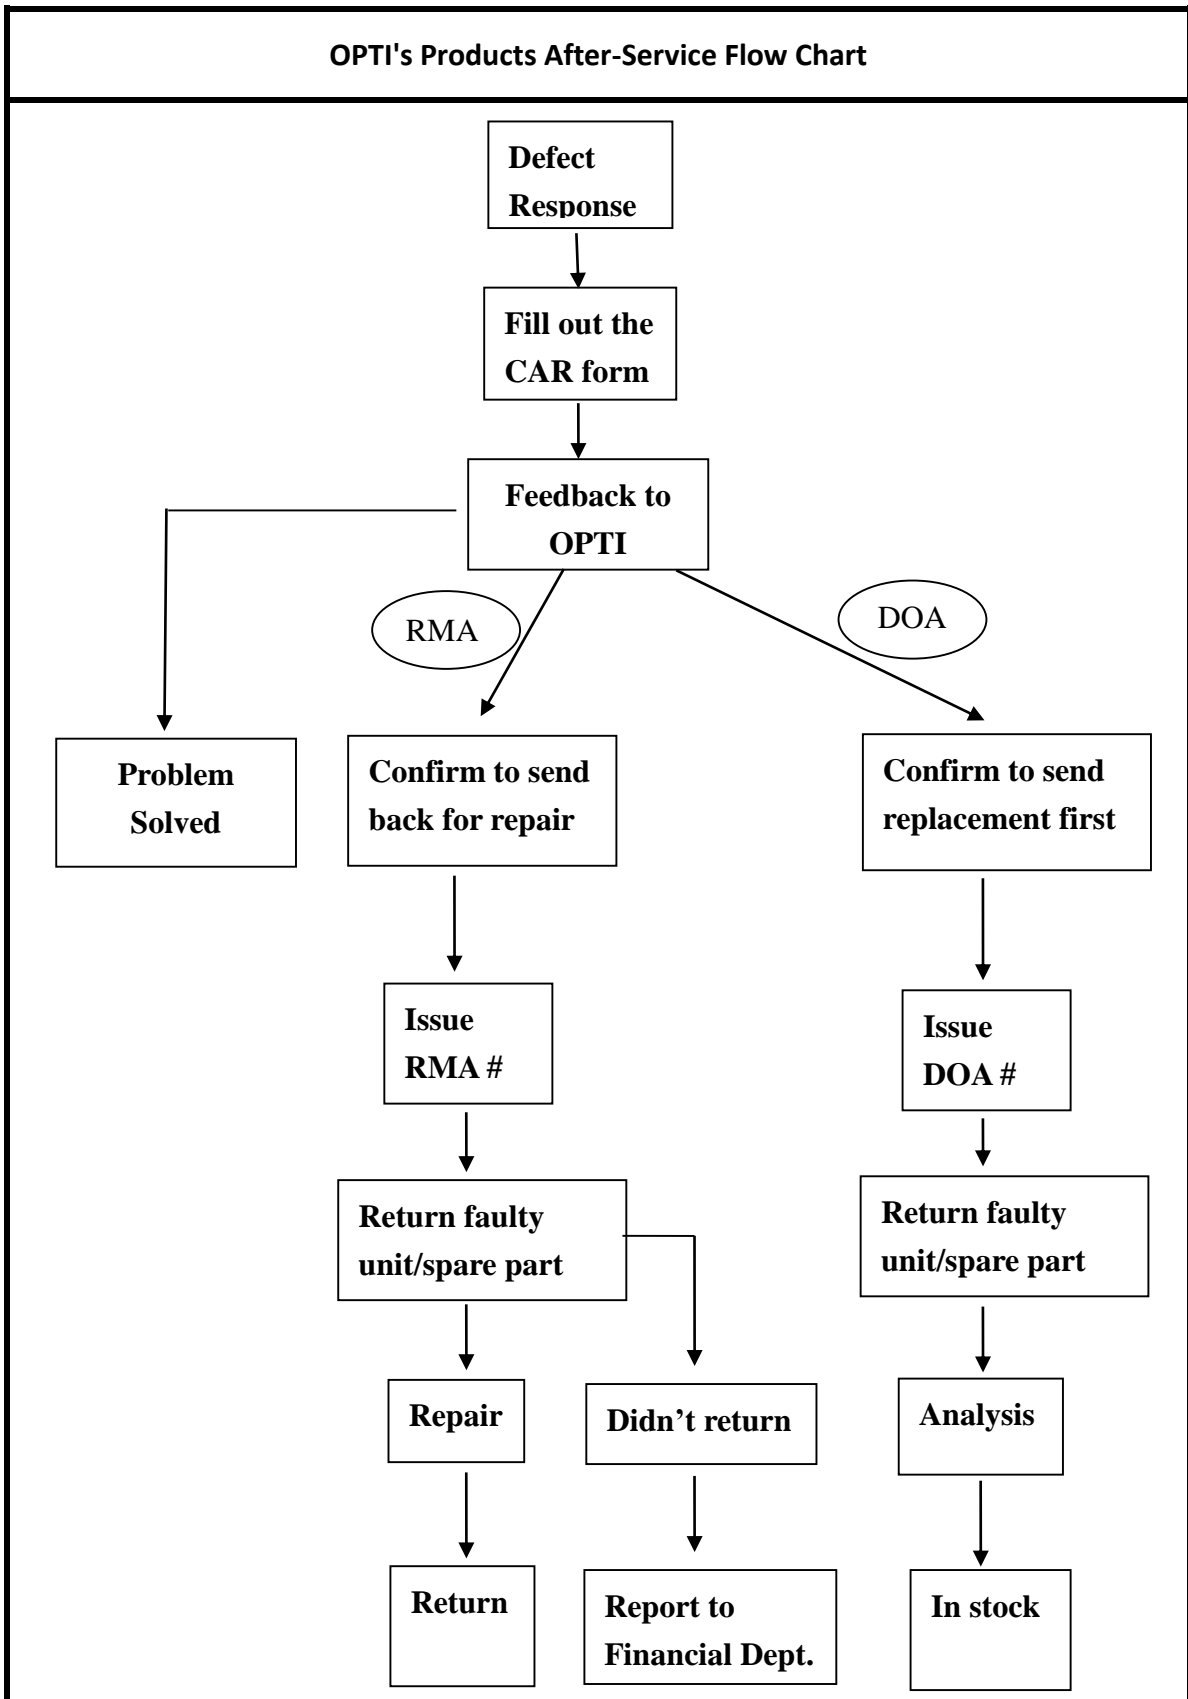 OPTI's Products After-Service Flow Chart
Defect
Response
Fill out the
CAR form
Feedback to
OPTI
RMA
DOA
Problem
Solved
Confirm to send
back for repair
Confirm to send
replacement first
Issue
RMA #
Issue
DOA #
Return faulty
unit/spare part
Return faulty
unit/spare part
Repair
Didn’t return
Analysis
Return
Report to
Financial Dept.
In stock